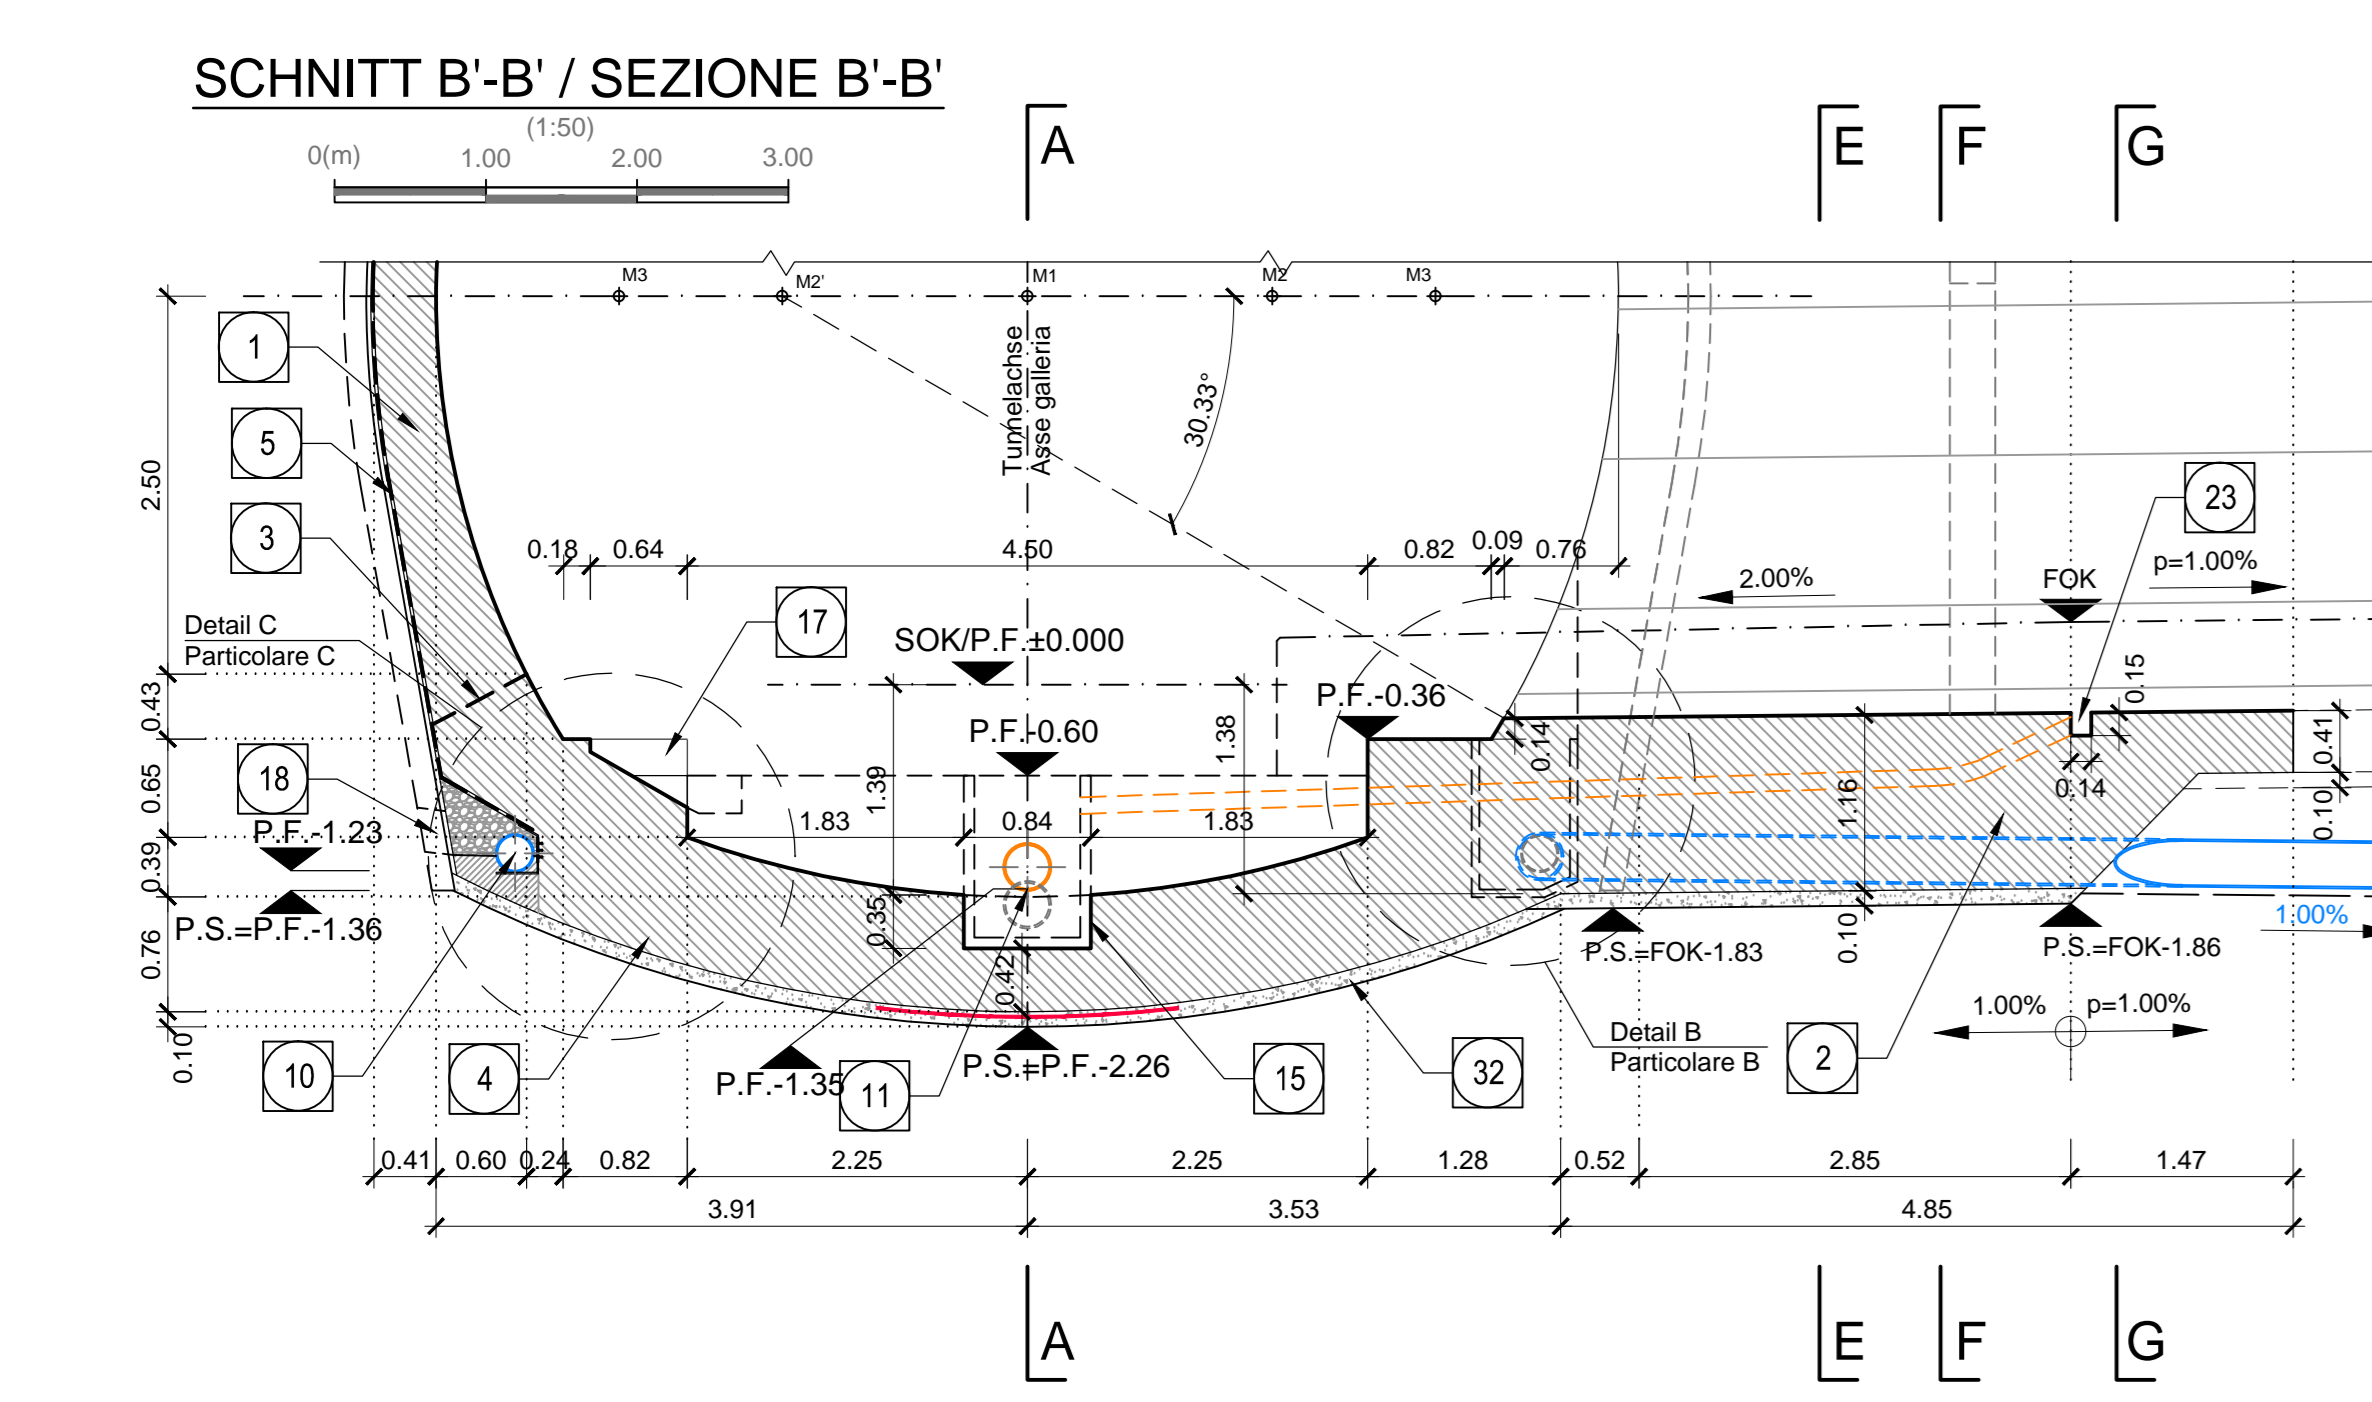 SCHNITT B'-B' / SEZIONE B'-B'
(1:50)
0(m) 1.00 2.00 3.00
A E F G
M3 M2' M1 M2 M3
Tunnelachse
Asse galleria
30.33°
1
5
3
2.50
23
0.18 0.64 4.50 0.82 0.09 0.76
2.00%
FOK
p=1.00%
Detail C
Particolare C
17
SOK/P.F.±0.000
P.F.-0.36
P.F.-0.60
0.15
0.43
1.38
0.14
0.41
18
0.65
1.39
1.16
0.14
0.10
P.F.-1.23
1.83 0.84 1.83
0.39
P.S.=P.F.-1.36
0.35
1.00%
0.76
0.42
P.S.=FOK-1.83
0.10
P.S.=FOK-1.86
1.00% p=1.00%
0.10
Detail B
Particolare B
10
4
P.F.-1.35
11
P.S.=P.F.-2.26
15
32
2
0.41 0.60 0.24 0.82 2.25 2.25 1.28 0.52 2.85 1.47
3.91 3.53 4.85
A E F G